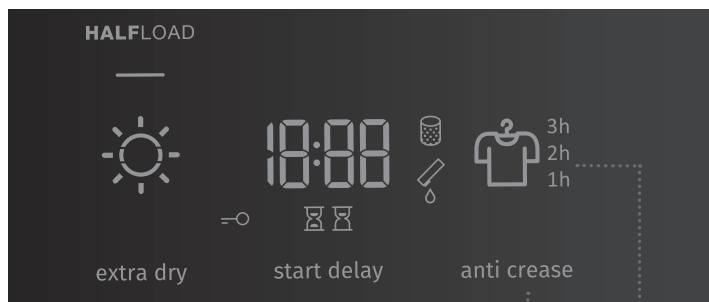 HALFLOAD
18:88
3h
2h
1h
extra dry
start delay
anti crease